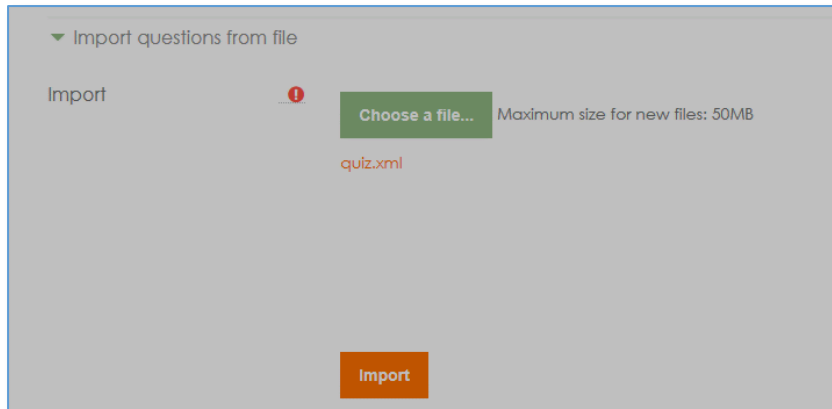 Import questions from file
Import
Choose a file... Maximum size for new files: 50MB
quiz.xml
Import